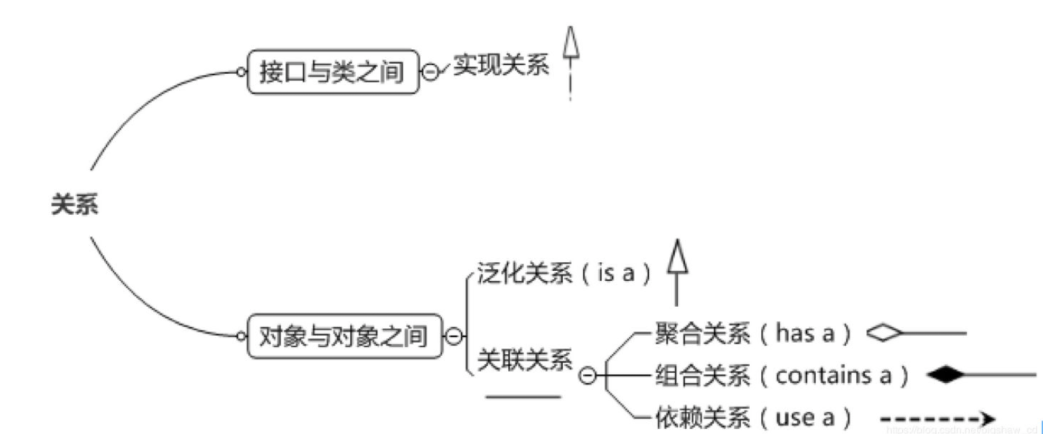 接口与类之间
实现关系
关系
泛化关系（is a）
对象与对象之间
关联关系
聚合关系（has a）
组合关系（contains a）
依赖关系（use a）